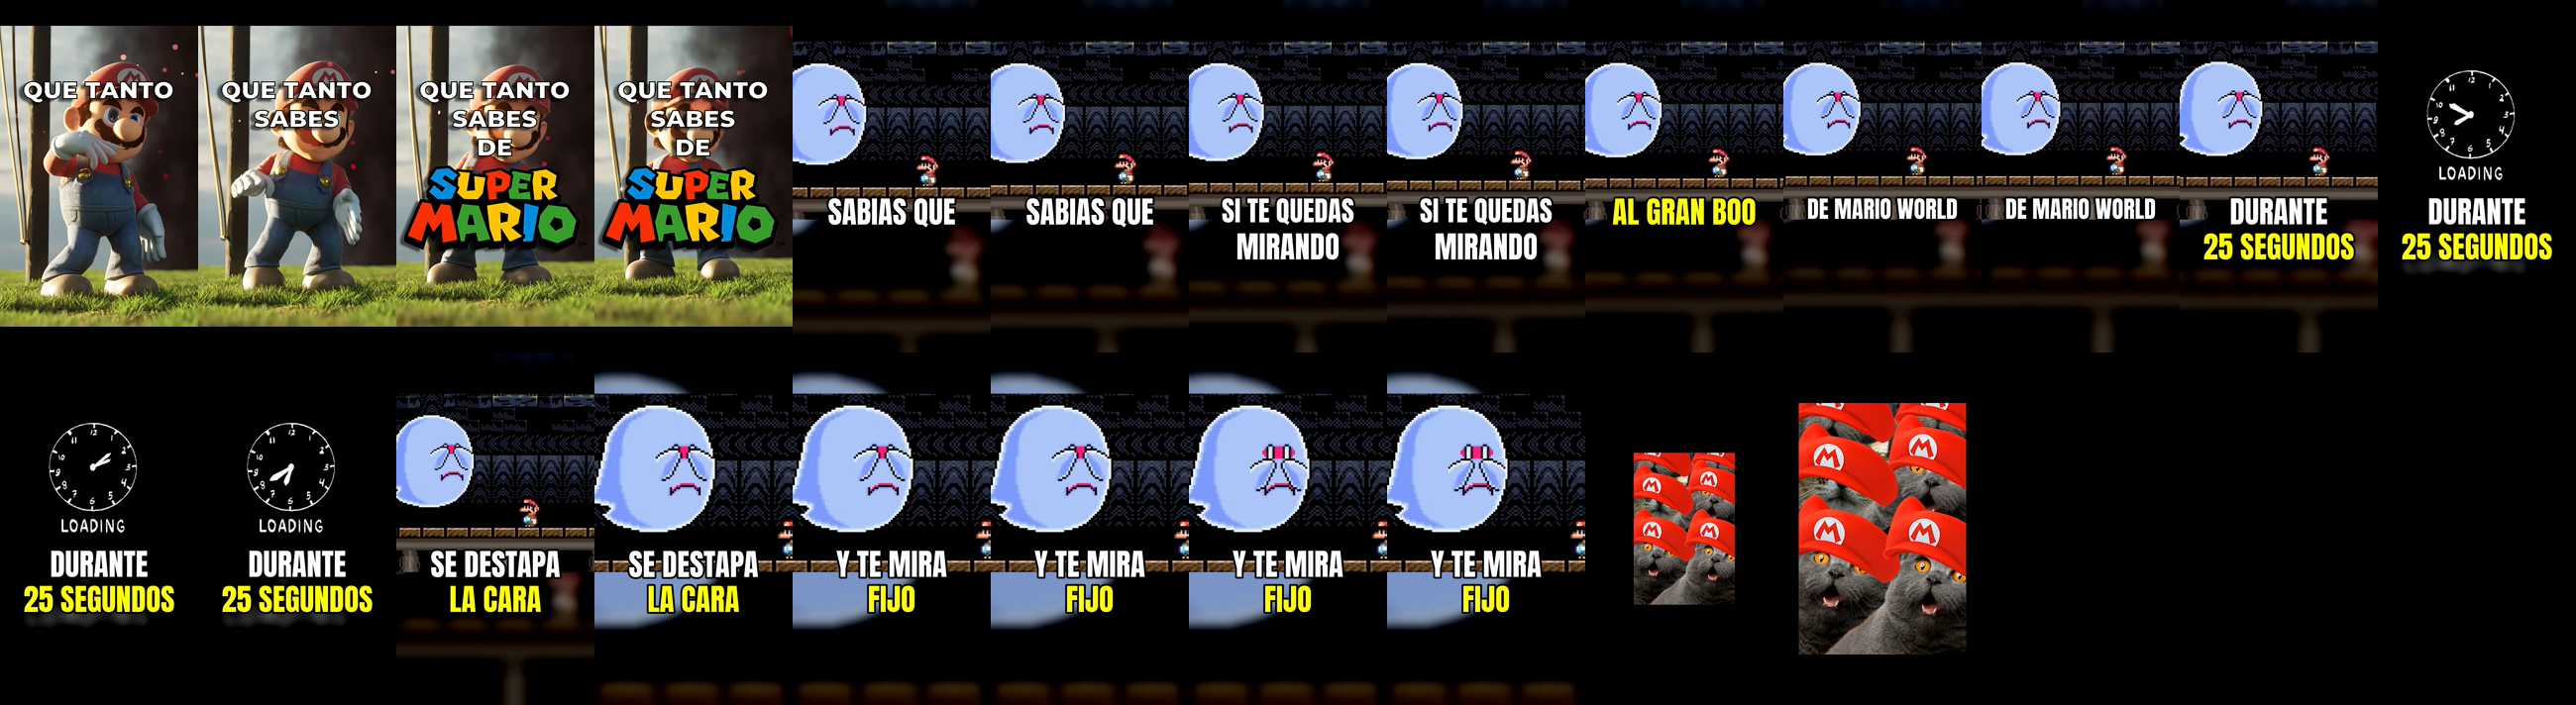 QUE TANTO
QUE TANTO
SABES
QUE TANTO
SABES
DE
SUPER
MARIO
QUE TANTO
SABES
DE
SUPER
MARIO
SABIAS QUE
SABIAS QUE
SI TE QUEDAS
MIRANDO
SI TE QUEDAS
MIRANDO
AL GRAN BOO
DE MARIO WORLD
DE MARIO WORLD
DURANTE
25 SEGUNDOS
LOADING
DURANTE
25 SEGUNDOS
LOADING
DURANTE
25 SEGUNDOS
LOADING
DURANTE
25 SEGUNDOS
SE DESTAPA
LA CARA
SE DESTAPA
LA CARA
Y TE MIRA
FIJO
Y TE MIRA
FIJO
Y TE MIRA
FIJO
Y TE MIRA
FIJO